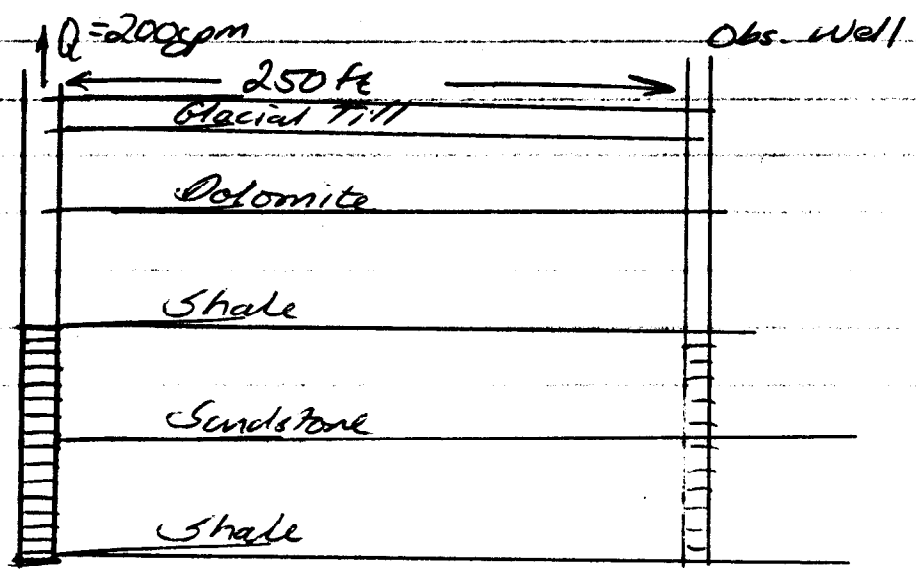 Q=200gpm
Obs. Well
250 ft
Glacial Till
Dolomite
Shale
Sandstone
Shale